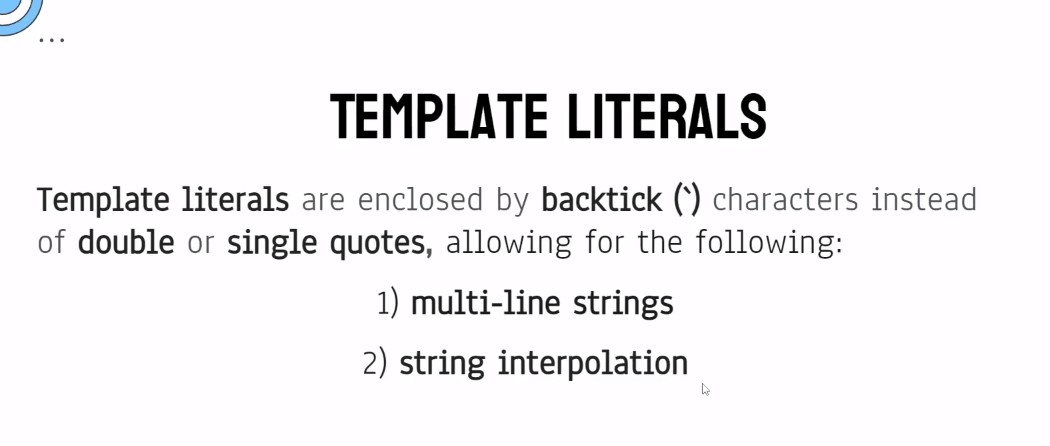 ...
TEMPLATE LITERALS
Template literals are enclosed by backtick (`) characters instead
of double or single quotes, allowing for the following:
1) multi-line strings
2) string interpolation